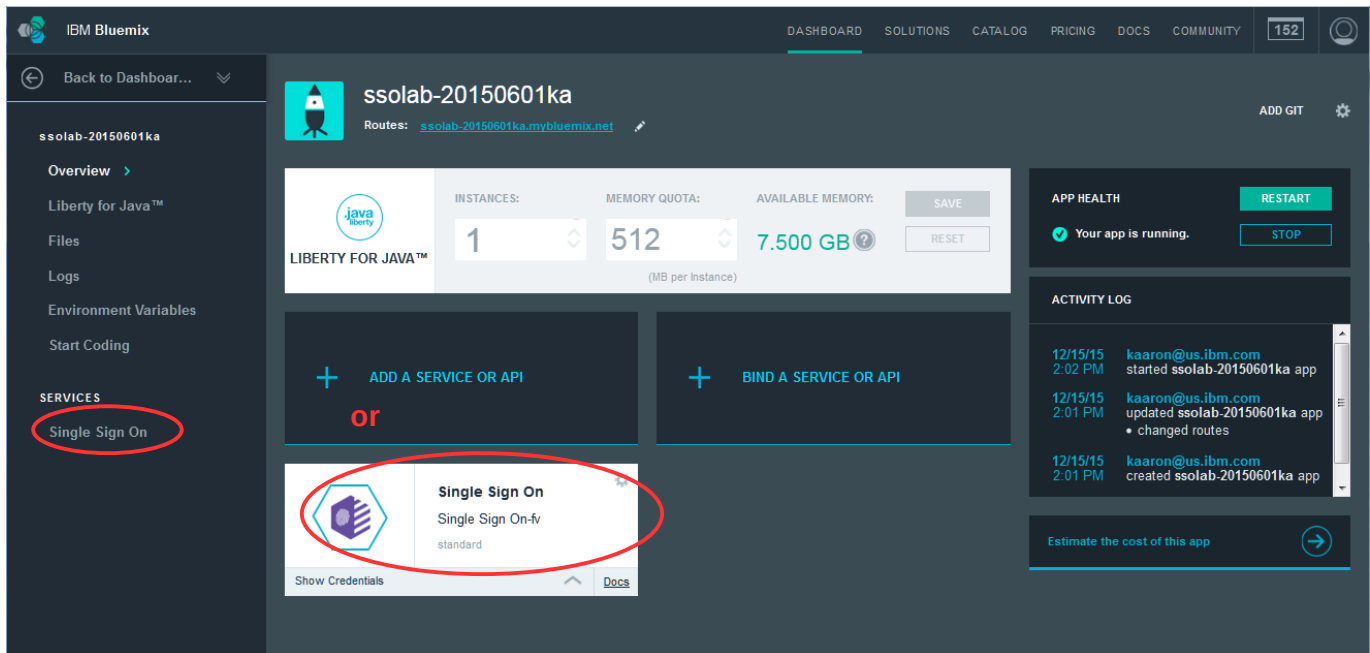 IBM Bluemix
DASHBOARD SOLUTIONS CATALOG PRICING DOCS COMMUNITY 152
Back to Dashboar...
ssolab-20150601ka
Overview >
Liberty for Java™
Files
Logs
Environment Variables
Start Coding
SERVICES
Single Sign On
ssolab-20150601ka
Routes: ssolab-20150601ka.mybluemix.net
ADD GIT
java
liberty
LIBERTY FOR JAVA™
INSTANCES:
1
MEMORY QUOTA:
512
(MB per Instance)
AVAILABLE MEMORY:
7.500 GB ?
SAVE
RESET
APP HEALTH
RESTART
Your app is running.
STOP
+ ADD A SERVICE OR API
or
+ BIND A SERVICE OR API
ACTIVITY LOG
12/15/15 kaaron@us.ibm.com
2:02 PM started ssolab-20150601ka app
12/15/15 kaaron@us.ibm.com
2:01 PM updated ssolab-20150601ka app
• changed routes
12/15/15 kaaron@us.ibm.com
2:01 PM created ssolab-20150601ka app
Single Sign On
Single Sign On-fv
standard
Show Credentials
Docs
Estimate the cost of this app